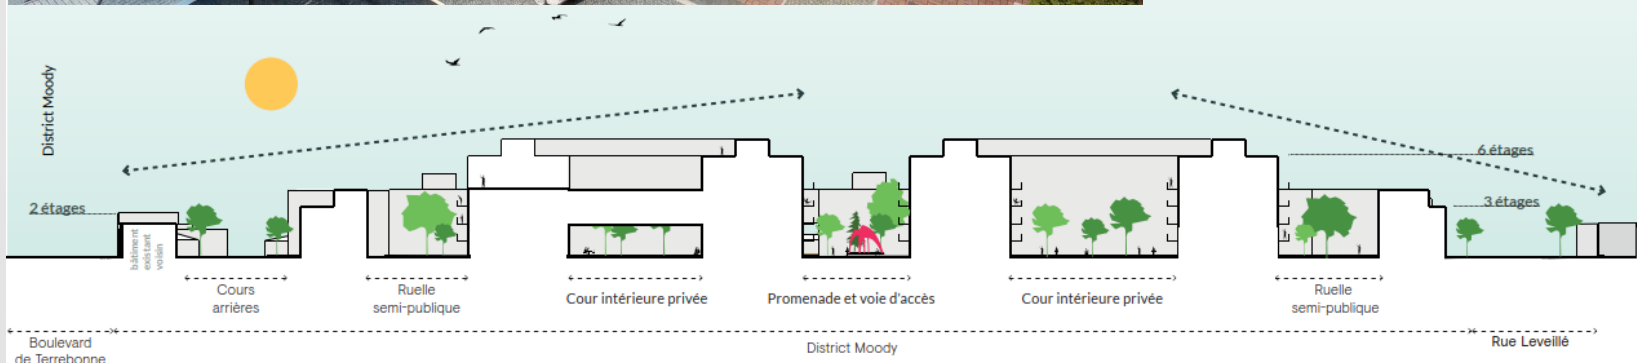 District Moody
2 étages
6 étages
3 étages
bâtiment
existant
voisin
Cours
arrières
Ruelle
semi-publique
Cour intérieure privée
Promenade et voie d'accès
Cour intérieure privée
Ruelle
semi-publique
Boulevard
de Terrebonne
District Moody
Rue Leveillé